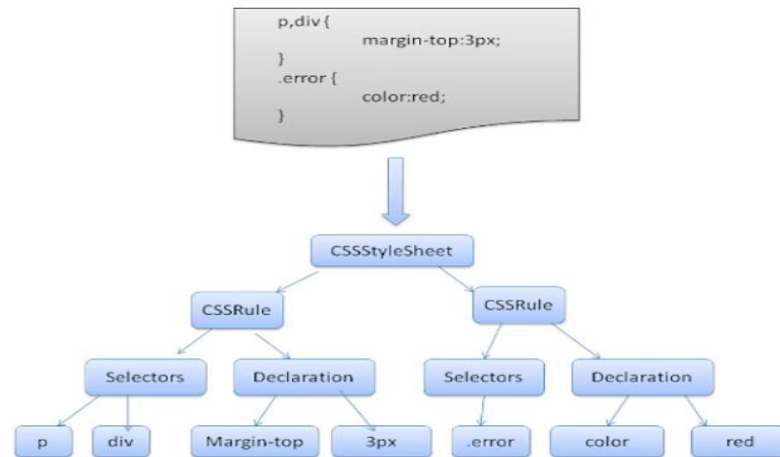 p,div {
margin-top:3px;
}
.error {
color:red;
}
CSSStyleSheet
CSSRule
CSSRule
Selectors
Declaration
Selectors
Declaration
p
div
Margin-top
3px
.error
color
red